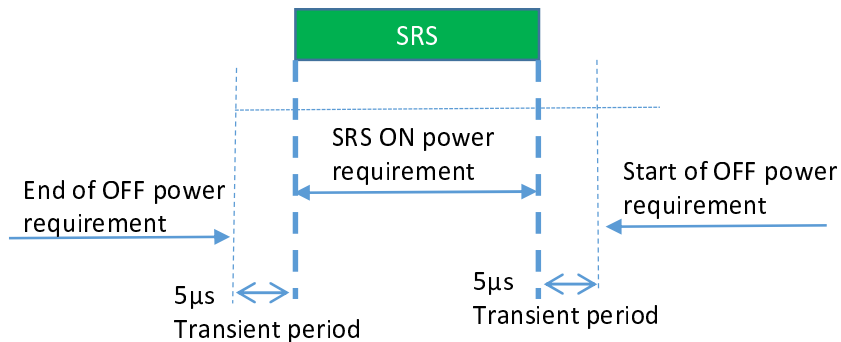 SRS
SRS ON power
requirement
End of OFF power
requirement
Start of OFF power
requirement
5µs
Transient period
5µs
Transient period